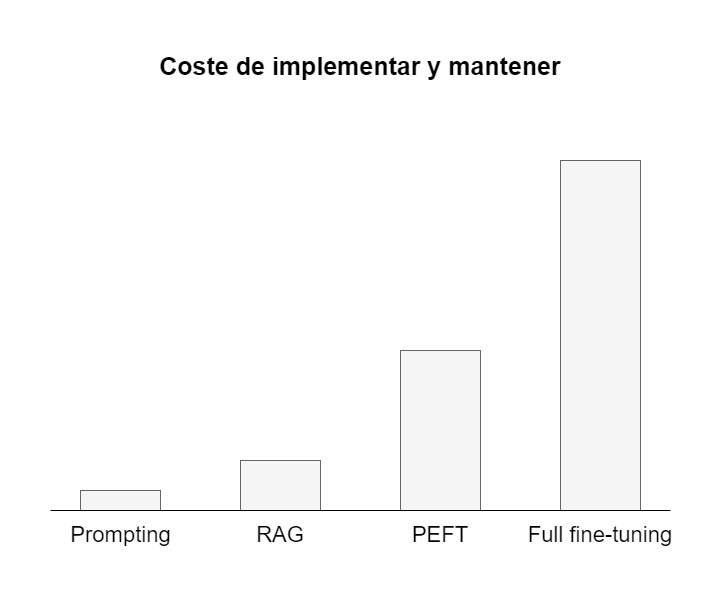 Coste de implementar y mantener
Prompting
RAG
PEFT
Full fine-tuning